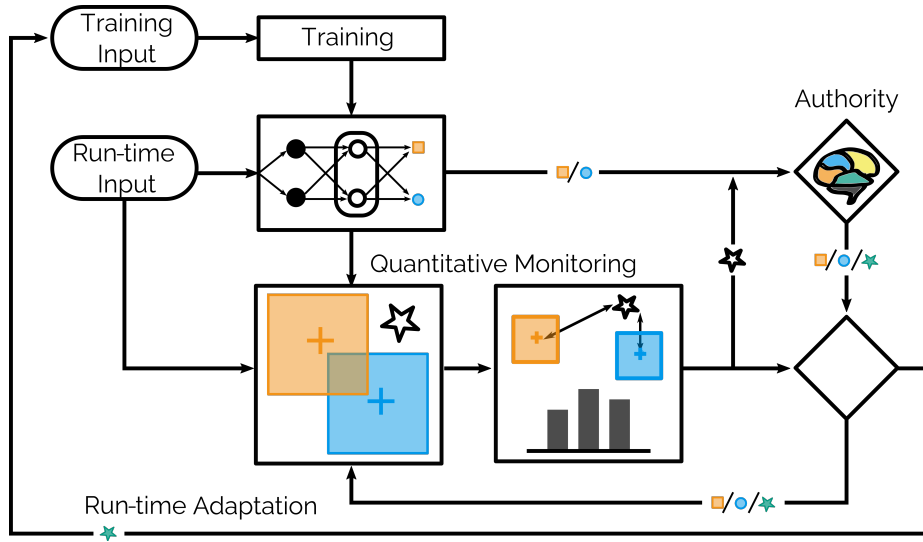 Training
Input
Training
Authority
Run-time
Input
/
Quantitative Monitoring
/ /
/ /
Run-time Adaptation